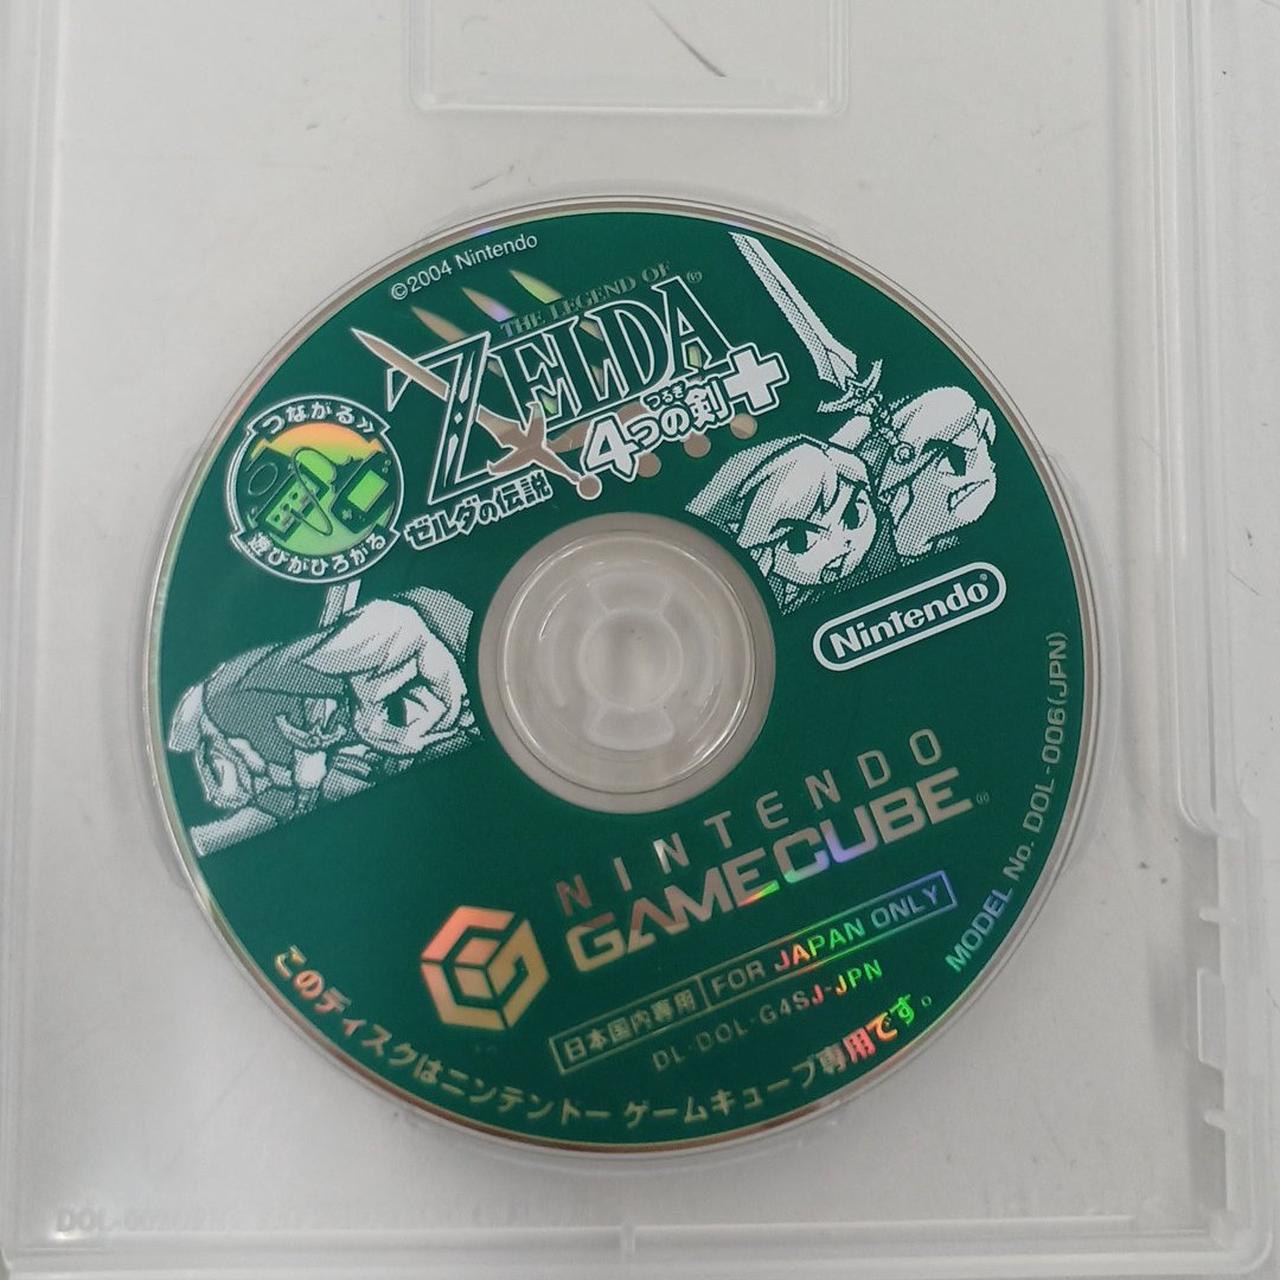 ©2004 Nintendo
THE LEGEND OF
ZELDA®
つるぎ
4つの剣+
ゼルダの伝説
つながる>>
遊びがひろがる
Nintendo®
NINTENDO
GAMECUBE®
日本国内専用 FOR JAPAN ONLY
DL-DOL-G4SJ-JPN
MODEL No. DOL-006(JPN)
このディスクはニンテンドーゲームキューブ専用です。